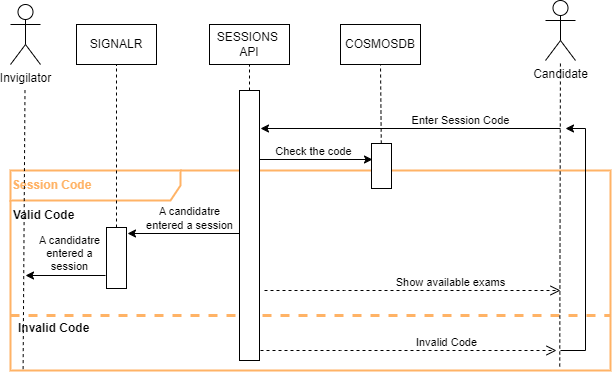 SIGNALR
SESSIONS
API
COSMOSDB
Invigilator
Candidate
Enter Session Code
Check the code
Session Code
Valid Code
A candidatre
entered a session
A candidatre
entered a
session
Show available exams
Invalid Code
Invalid Code